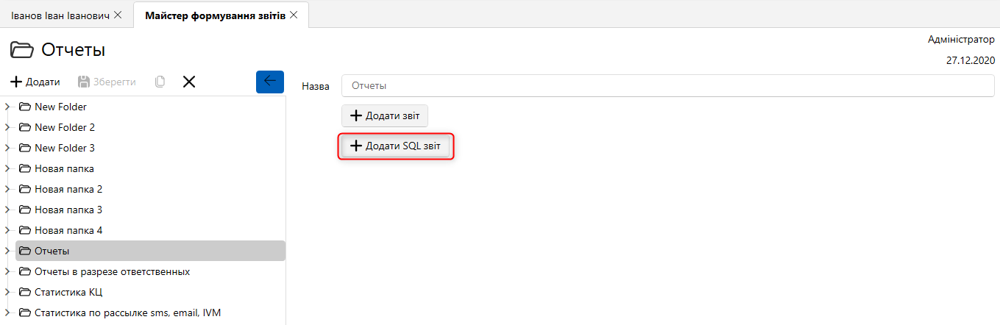 Іванов Іван Іванович
Майстер формування звітів
Отчеты
Адміністратор
27.12.2020
Додати
Зберегти
Назва
Отчеты
Додати звіт
Додати SQL звіт
New Folder
New Folder 2
New Folder 3
Новая папка
Новая папка 2
Новая папка 3
Новая папка 4
Отчеты
Отчеты в разрезе ответственных
Статистика КЦ
Статистика по рассылке sms, email, IVM